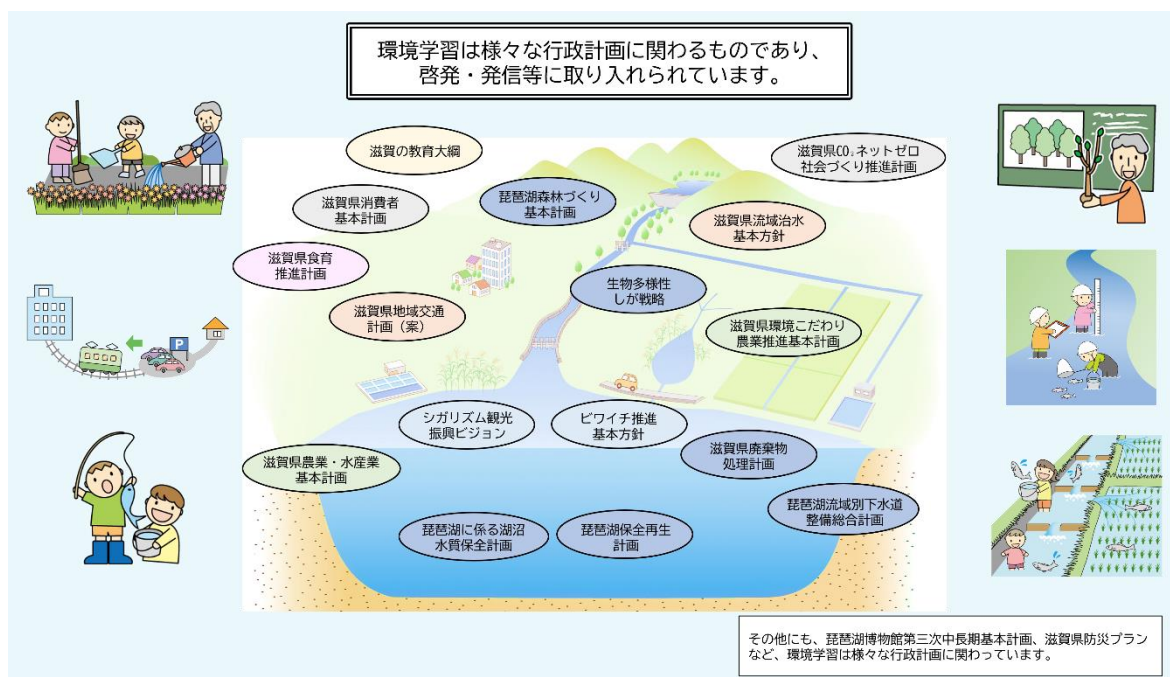 環境学習は様々な行政計画に関わるものであり、
啓発・発信等に取り入れられています。
滋賀の教育大綱
滋賀県CO₂ネットゼロ
社会づくり推進計画
滋賀県消費者
基本計画
琵琶湖森林づくり
基本計画
滋賀県流域治水
基本方針
滋賀県食育
推進計画
生物多様性
しが戦略
滋賀県地域交通
計画（案）
滋賀県環境こだわり
農業推進基本計画
P
シガリズム観光
振興ビジョン
ビワイチ推進
基本方針
滋賀県廃棄物
処理計画
滋賀県農業・水産業
基本計画
琵琶湖流域別下水道
整備総合計画
琵琶湖に係る湖沼
水質保全計画
琵琶湖保全再生
計画
その他にも、琵琶湖博物館第三次中長期基本計画、滋賀県防災プラン
など、環境学習は様々な行政計画に関わっています。